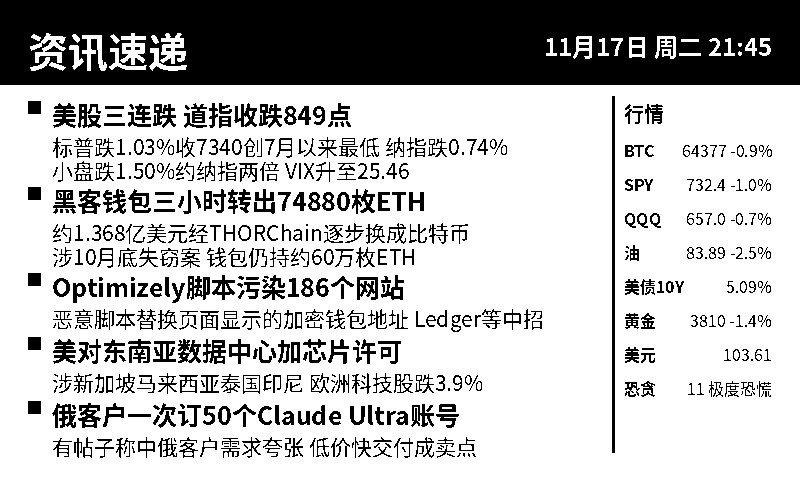 资讯速递
11月17日 周二 21:45
美股三连跌 道指收跌849点
标普跌1.03%收7340创7月以来最低 纳指跌0.74%
小盘跌1.50%约纳指两倍 VIX升至25.46
黑客钱包三小时转出74880枚ETH
约1.368亿美元经THORChain逐步换成比特币
涉10月底失窃案 钱包仍持约60万枚ETH
Optimizely脚本污染186个网站
恶意脚本替换页面显示的加密钱包地址 Ledger等中招
美对东南亚数据中心加芯片许可
涉新加坡马来西亚泰国印尼 欧洲科技股跌3.9%
俄客户一次订50个Claude Ultra账号
有帖子称中俄客户需求夸张 低价快交付成卖点
行情
BTC 64377 -0.9%
SPY 732.4 -1.0%
QQQ 657.0 -0.7%
油 83.89 -2.5%
美债10Y 5.09%
黄金 3810 -1.4%
美元 103.61
恐贪 11 极度恐慌